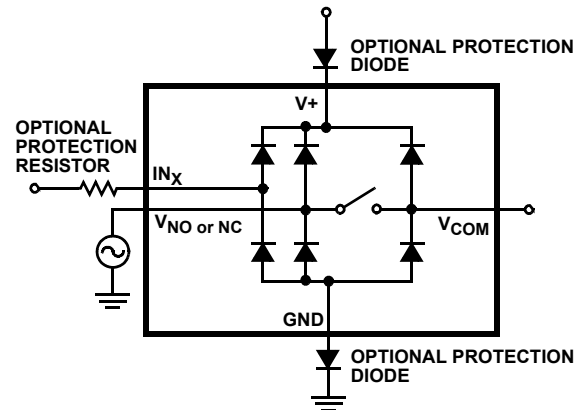 OPTIONAL PROTECTION
DIODE
V+
OPTIONAL
PROTECTION
RESISTOR
INX
VNO or NC
VCOM
GND
OPTIONAL PROTECTION
DIODE